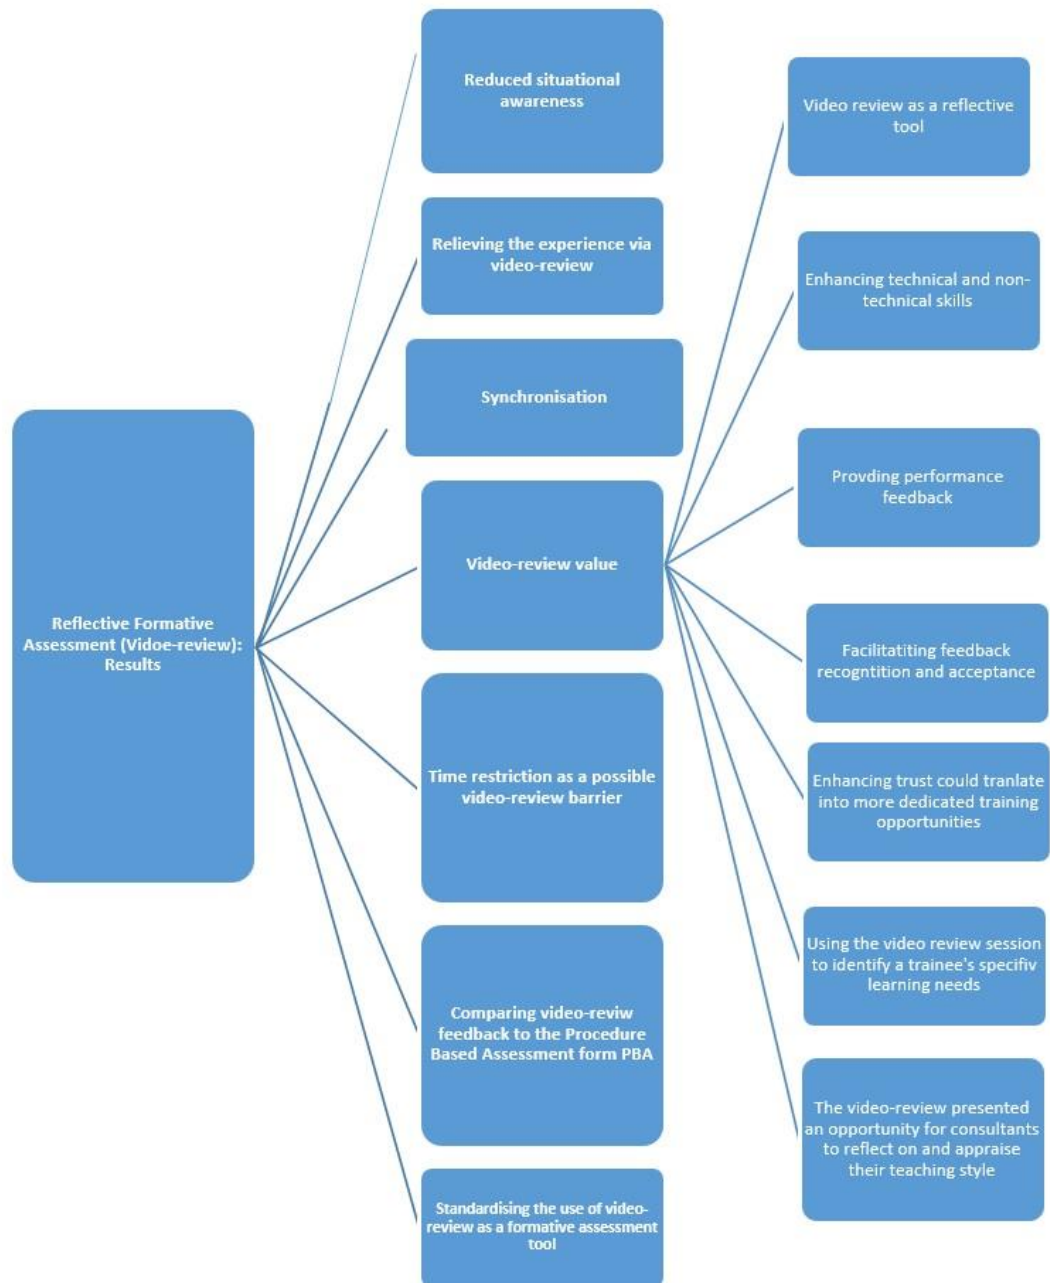 Reflective Formative
Assessment (Vidoe-review):
Results
Reduced situational
awareness
Relieving the experience via
video-review
Synchronisation
Video-review value
Time restriction as a possible
video-review barrier
Comparing video-reviw
feedback to the Procedure
Based Assessment form PBA
Standardising the use of video-
review as a formative assessment
tool
Video review as a reflective
tool
Enhancing technical and non-
technical skills
Provding performance
feedback
Facilitatiting feedback
recogntition and acceptance
Enhancing trust could tranlate
into more dedicated training
opportunities
Using the video review session
to identify a trainee's specifiv
learning needs
The video-review presented
an opportunity for consultants
to reflect on and appraise
their teaching style